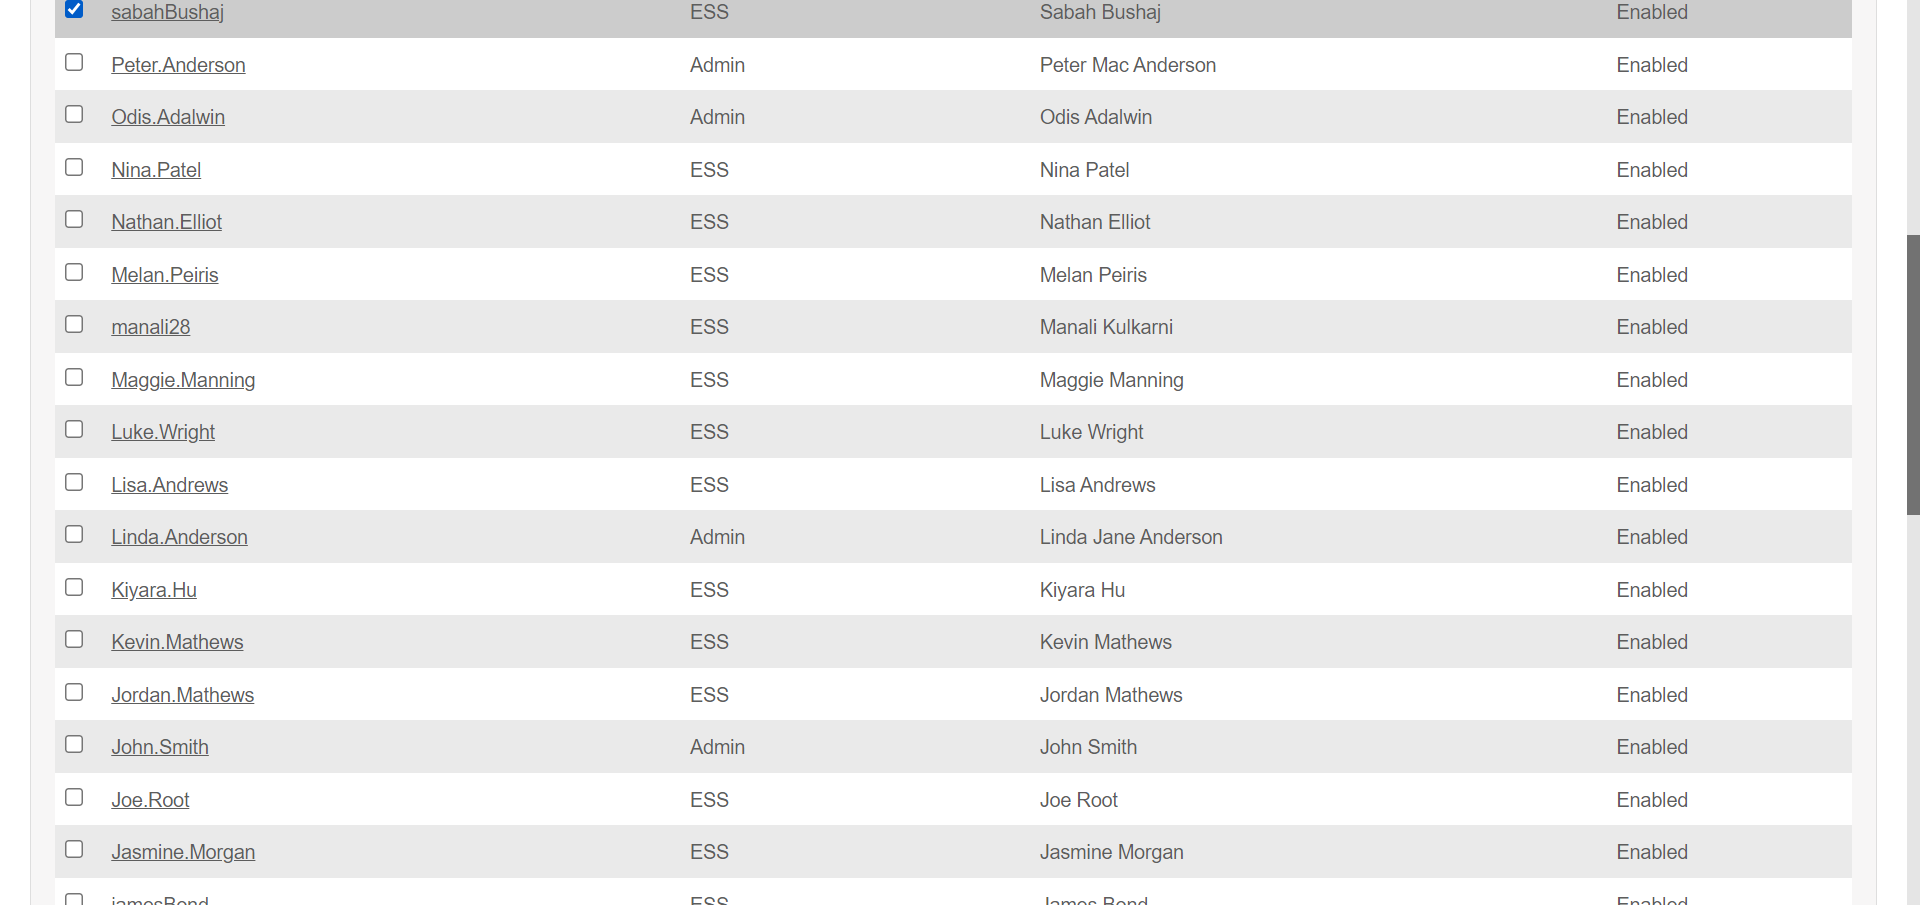 sabahBushaj ESS Sabah Bushaj Enabled
Peter.Anderson Admin Peter Mac Anderson Enabled
Odis.Adalwin Admin Odis Adalwin Enabled
Nina.Patel ESS Nina Patel Enabled
Nathan.Elliot ESS Nathan Elliot Enabled
Melan.Peiris ESS Melan Peiris Enabled
manali28 ESS Manali Kulkarni Enabled
Maggie.Manning ESS Maggie Manning Enabled
Luke.Wright ESS Luke Wright Enabled
Lisa.Andrews ESS Lisa Andrews Enabled
Linda.Anderson Admin Linda Jane Anderson Enabled
Kiyara.Hu ESS Kiyara Hu Enabled
Kevin.Mathews ESS Kevin Mathews Enabled
Jordan.Mathews ESS Jordan Mathews Enabled
John.Smith Admin John Smith Enabled
Joe.Root ESS Joe Root Enabled
Jasmine.Morgan ESS Jasmine Morgan Enabled
jamesBond ESS James Bond Enabled